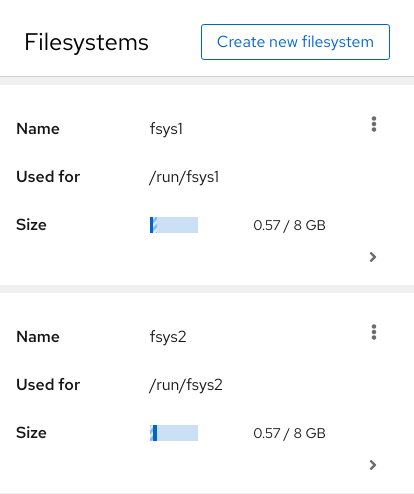 Filesystems
Create new filesystem
Name fsys1
Used for /run/fsys1
Size 0.57 / 8 GB
Name fsys2
Used for /run/fsys2
Size 0.57 / 8 GB